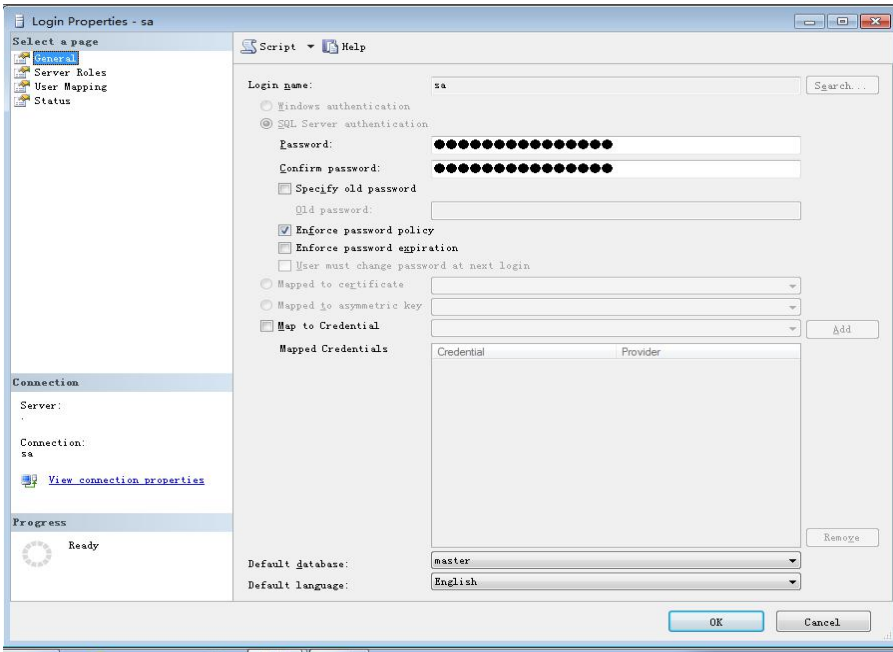 Login Properties - sa
Select a page
General
Server Roles
User Mapping
Status
Script Help
Login name: sa Search...
Windows authentication
SQL Server authentication
Password: ●●●●●●●●●●●●●●●
Confirm password: ●●●●●●●●●●●●●●●
Specify old password
Old password:
Enforce password policy
Enforce password expiration
User must change password at next login
Mapped to certificate
Mapped to asymmetric key
Map to Credential Add
Mapped Credentials Credential Provider
Remove
Default database: master
Default language: English
Connection
Server:
.
Connection:
sa
View connection properties
Progress
Ready
OK Cancel